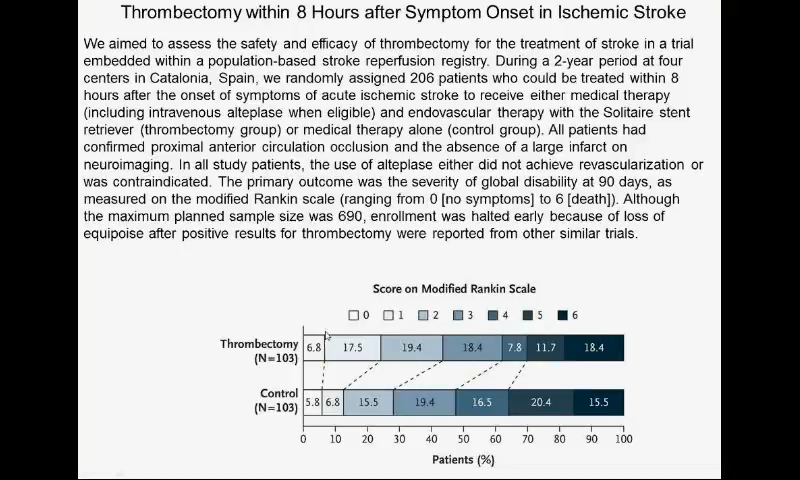 Thrombectomy within 8 Hours after Symptom Onset in Ischemic Stroke
We aimed to assess the safety and efficacy of thrombectomy for the treatment of stroke in a trial
embedded within a population-based stroke reperfusion registry. During a 2-year period at four
centers in Catalonia, Spain, we randomly assigned 206 patients who could be treated within 8
hours after the onset of symptoms of acute ischemic stroke to receive either medical therapy
(including intravenous alteplase when eligible) and endovascular therapy with the Solitaire stent
retriever (thrombectomy group) or medical therapy alone (control group). All patients had
confirmed proximal anterior circulation occlusion and the absence of a large infarct on
neuroimaging. In all study patients, the use of alteplase either did not achieve revascularization or
was contraindicated. The primary outcome was the severity of global disability at 90 days, as
measured on the modified Rankin scale (ranging from 0 [no symptoms] to 6 [death]). Although
the maximum planned sample size was 690, enrollment was halted early because of loss of
equipoise after positive results for thrombectomy were reported from other similar trials.
Score on Modified Rankin Scale
0 1 2 3 4 5 6
Thrombectomy
(N=103)
6.8 17.5 19.4 18.4 7.8 11.7 18.4
Control
(N=103)
5.8 6.8 15.5 19.4 16.5 20.4 15.5
0 10 20 30 40 50 60 70 80 90 100
Patients (%)